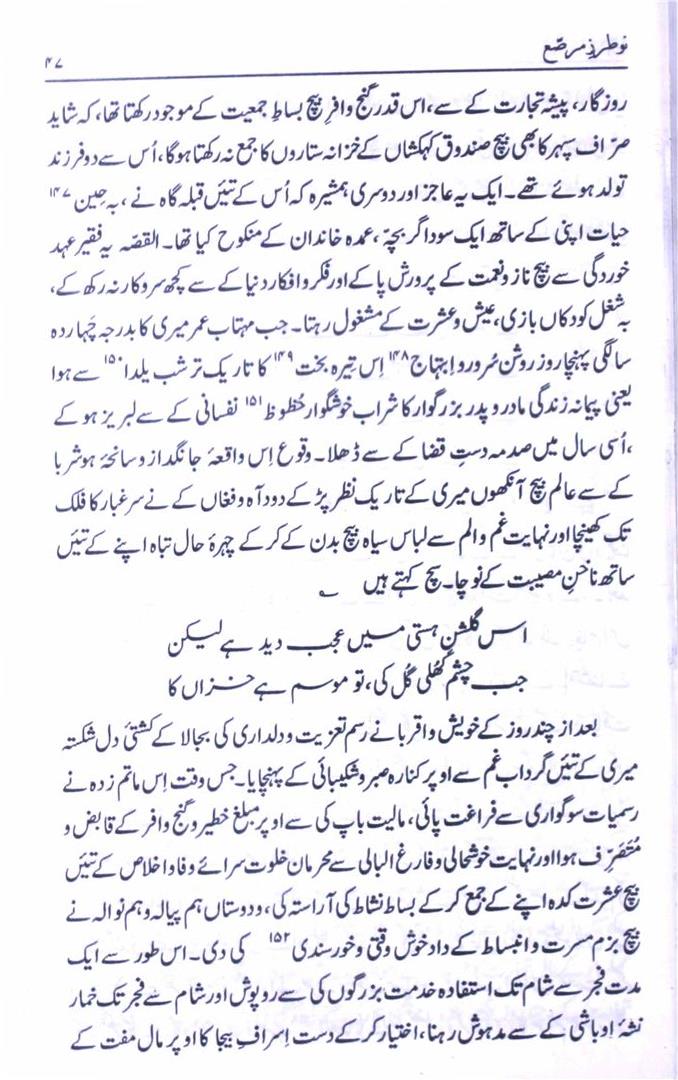 نو طرزِ مرصّع
۴۷
روزگار، پیشہ تجارت کے سے، اس قدر گنج وافرِ بیچ بساطِ جمعیت کے موجود رکھتا تھا، کہ شاید
صرّاف سپہر کا بھی بیچ صندوق کہکشاں کے خزانہ ستاروں کا جمع نہ رکھتا ہوگا، اُس سے دو فرزند
تولد ہوئے تھے۔ ایک یہ عاجز اور دوسری ہمشیرہ کہ اُس کے تئیں قبلہ گاہ نے، بہ حِین ۱۴۷
حیات اپنی کے ساتھ ایک سوداگر بچّہ، عمدہ خاندان کے منکوح کیا تھا۔ القصّہ یہ فقیر عہد
خوردگی سے بیچ ناز و نعمت کے پرورش پا کے اور فکر و افکار دنیا کے سے کچھ سروکار نہ رکھ کے،
بہ شغل کودکاں بازی، عیش و عشرت کے مشغول رہتا۔ جب مہتاب عمر میری کا بدرجہ چہاردہ
سالگی پہنچا روز روشن سُرور و اِبتہاج ۱۴۸ اِس تِیرہ بخت ۱۴۹ کا تاریک تر شب یلدا ۱۵۰ سے ہوا
یعنی پیمانہ زندگی مادر و پدر بزرگوار کا شراب خوشگوار حُظوظ ۱۵۱ نفسانی کے سے لبریز ہو کے
، اُسی سال میں صدمہ دستِ قضا کے سے ڈھلا۔ وقوع اِس واقعۂ جانگداز و سانحۂ ہوشربا
کے سے عالم بیچ آنکھوں میری کے تاریک نظر پڑ کے دودِ آہ و فغاں کے نے سر غبار کا فلک
تک کھینچا اور نہایت غم و الم سے لباس سیاہ بیچ بدن کے کر کے چہرۂ حال تباہ اپنے کے تئیں
ساتھ ناخنِ مصیبت کے نوچا۔ سچ کہتے ہیں ؎
اس گلشنِ ہستی میں عجب دید ہے لیکن
جب چشم کُھلی گُل کی، تو موسم ہے خزاں کا
بعد از چند روز کے خویش و اقربا نے رسم تعزیت و دلداری کی بجا لا کے کشتیٔ دل شکستہ
میری کے تئیں گرداب غم سے اوپر کنارہ صبر و شکیبائی کے پہنچایا۔ جس وقت اِس ماتم زدہ نے
رسمیات سوگواری سے فراغت پائی، مالیت باپ کی سے اوپر مبلغ خطیر و گنج وافر کے قابض و
مُتصرّف ہوا اور نہایت خوشحالی و فارغ البالی سے محرمان خلوت سرائے وفا و اخلاص کے تئیں
بیچ عشرت کدہ اپنے کے جمع کر کے بساط نشاط کی آراستہ کی، و دوستاں ہم پیالہ و ہم نوالہ نے
بیچ بزم مسرت و انبساط کے داد خوش وقتی و خورسندی ۱۵۲ کی دی۔ اس طور سے ایک
مدت فجر سے شام تک استفادہ خدمت بزرگوں کی سے روپوش اور شام سے فجر تک خمار
نشۂ اوباشی کے سے مدہوش رہنا، اختیار کر کے دست اِسرافِ بیجا کا اوپر مال مفت کے